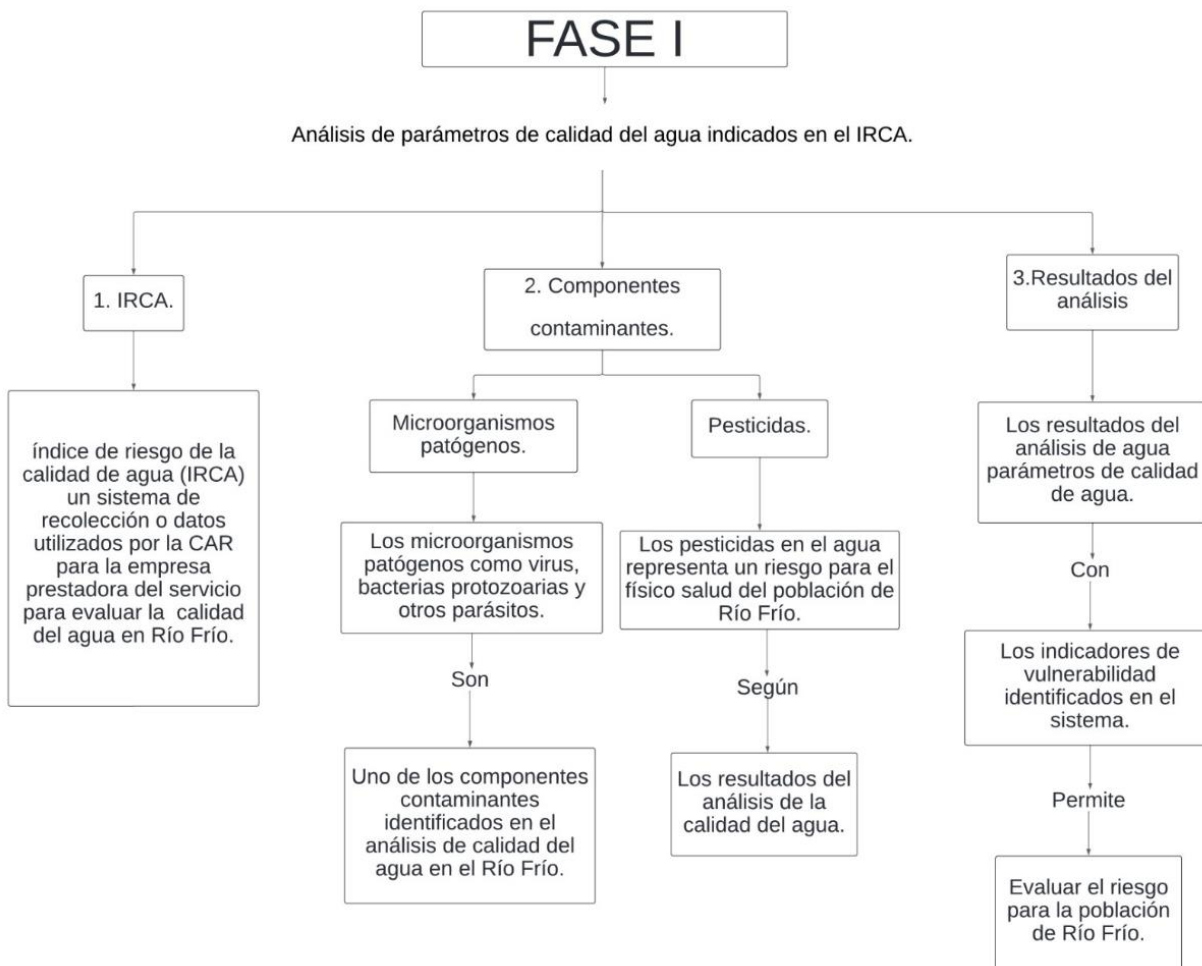 FASE I
Análisis de parámetros de calidad del agua indicados en el IRCA.
1. IRCA.
índice de riesgo de la
calidad de agua (IRCA)
un sistema de
recolección o datos
utilizados por la CAR
para la empresa
prestadora del servicio
para evaluar la calidad
del agua en Río Frío.
2. Componentes
contaminantes.
Microorganismos
patógenos.
Los microorganismos
patógenos como virus,
bacterias protozoarias y
otros parásitos.
Son
Uno de los componentes
contaminantes
identificados en el
análisis de calidad del
agua en el Río Frío.
Pesticidas.
Los pesticidas en el agua
representa un riesgo para el
físico salud del población de
Río Frío.
Según
Los resultados del
análisis de la
calidad del agua.
3.Resultados del
análisis
Los resultados del
análisis de agua
parámetros de calidad
de agua.
Con
Los indicadores de
vulnerabilidad
identificados en el
sistema.
Permite
Evaluar el riesgo
para la población
de Río Frío.